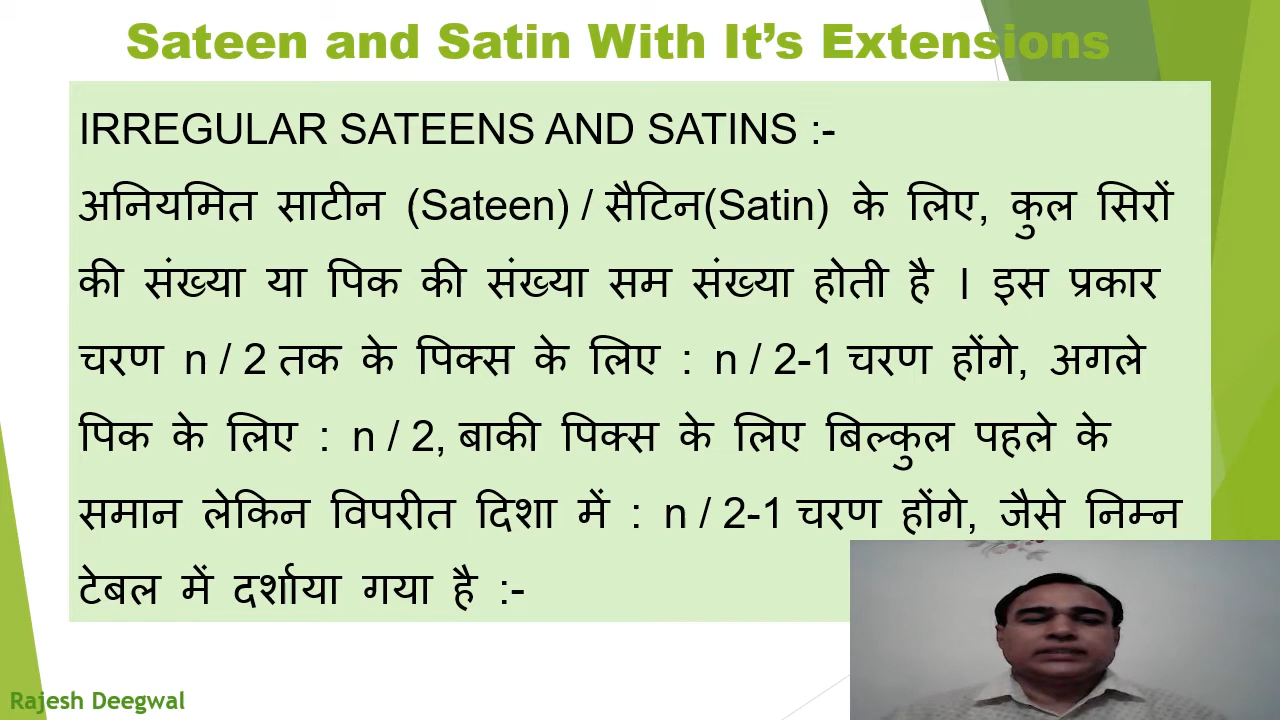 Sateen and Satin With It’s Extensions
IRREGULAR SATEENS AND SATINS :-
अनियमित साटीन (Sateen) / सैटिन(Satin) के लिए, कुल सिरों
की संख्या या पिक की संख्या सम संख्या होती है । इस प्रकार
चरण n / 2 तक के पिक्स के लिए : n / 2-1 चरण होंगे, अगले
पिक के लिए : n / 2, बाकी पिक्स के लिए बिल्कुल पहले के
समान लेकिन विपरीत दिशा में : n / 2-1 चरण होंगे, जैसे निम्न
टेबल में दर्शाया गया है :-
Rajesh Deegwal